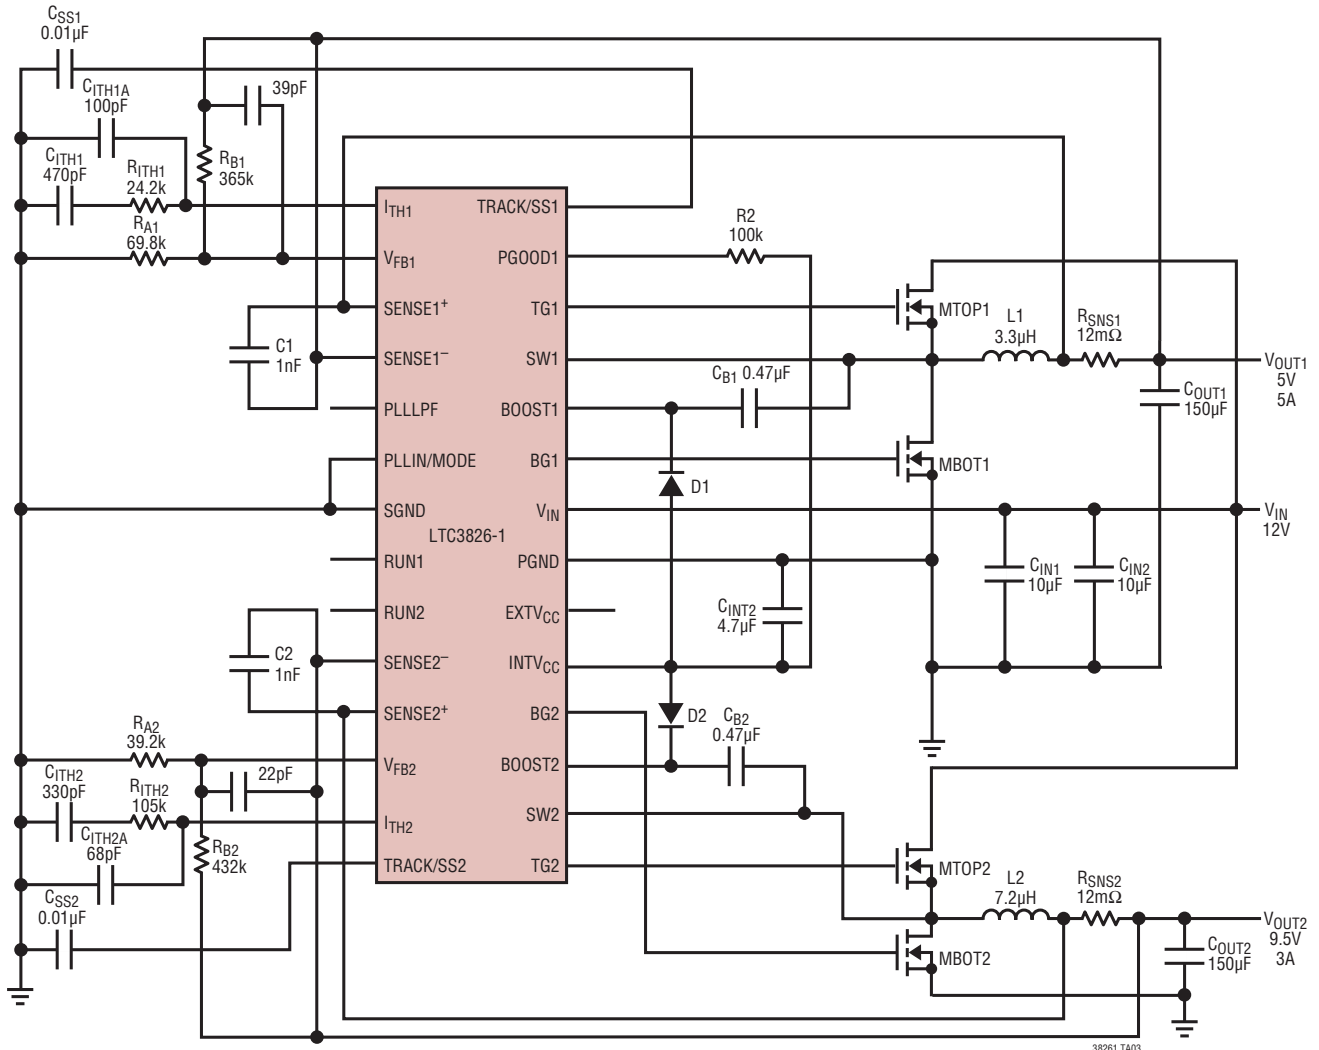 CSS1
0.01µF
CITH1A
100pF
39pF
CITH1
470pF
RITH1
24.2k
RB1
365k
RA1
69.8k
C1
1nF
ITH1
VFB1
SENSE1+
SENSE1–
PLLLPF
PLLIN/MODE
SGND
LTC3826-1
RUN1
RUN2
SENSE2–
SENSE2+
VFB2
ITH2
TRACK/SS2
TRACK/SS1
PGOOD1
TG1
SW1
BOOST1
BG1
VIN
PGND
EXTVCC
INTVCC
BG2
BOOST2
SW2
TG2
R2
100k
MTOP1
L1
3.3µH
RSNS1
12mΩ
VOUT1
5V
5A
CB1 0.47µF
COUT1
150µF
D1
MBOT1
VIN
12V
CIN1
10µF
CIN2
10µF
CINT2
4.7µF
C2
1nF
D2
CB2
0.47µF
RA2
39.2k
CITH2
330pF
RITH2
105k
22pF
CITH2A
68pF
RB2
432k
CSS2
0.01µF
MTOP2
L2
7.2µH
RSNS2
12mΩ
VOUT2
9.5V
3A
COUT2
150µF
MBOT2
38261 TA03